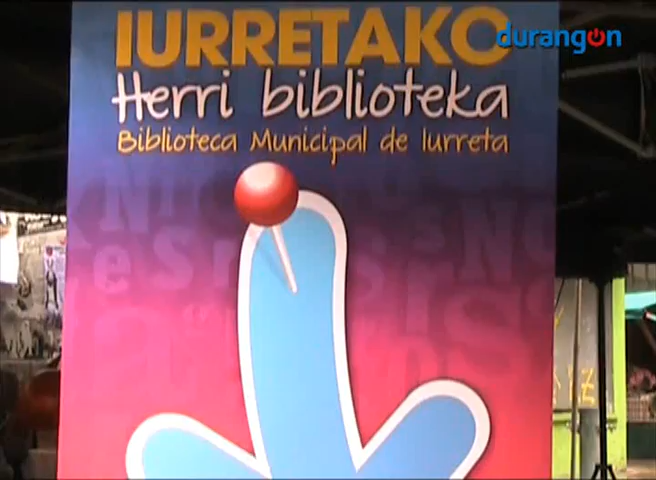 IURRETAKO
durangon
Herri biblioteka
Biblioteca Municipal de Iurreta